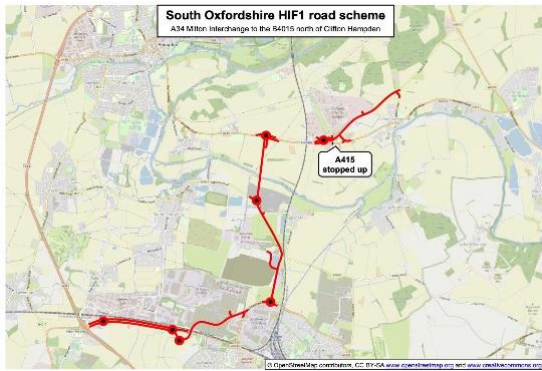 South Oxfordshire HIF1 road scheme
A34 Milton Interchange to the B4015 north of Clifton Hampden
A415
stopped up
© OpenStreetMap contributors, CC BY-SA www.openstreetmap.org and www.creativecommons.org